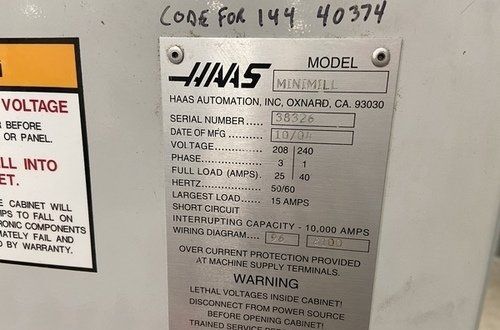 CODE FOR 144 40374
VOLTAGE
BEFORE
OR PANEL.
LL INTO
ET.
E CABINET WILL
MPS TO FALL ON
RONIC COMPONENTS
MATELY FAIL AND
D BY WARRANTY.
HAAS
MODEL
MINIMILL
HAAS AUTOMATION, INC, OXNARD, CA. 93030
SERIAL NUMBER ........ 38326
DATE OF MFG ........ 10/04
VOLTAGE ........ 208 240
PHASE ........ 3 1
FULL LOAD (AMPS). 25 40
HERTZ ........ 50/60
LARGEST LOAD ..... 15 AMPS
SHORT CIRCUIT
INTERRUPTING CAPACITY - 10,000 AMPS
WIRING DIAGRAM .... 96
OVER CURRENT PROTECTION PROVIDED
AT MACHINE SUPPLY TERMINALS.
WARNING
LETHAL VOLTAGES INSIDE CABINET!
DISCONNECT FROM POWER SOURCE
BEFORE OPENING CABINET!
TRAINED